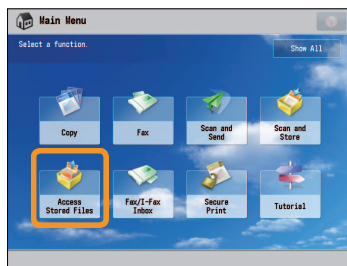 Main Menu
Select a function.
Show All
Copy
Fax
Scan and
Send
Scan and
Store
Access
Stored Files
Fax/I-Fax
Inbox
Secure
Print
Tutorial